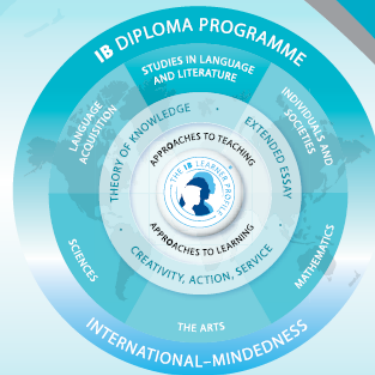 IB DIPLOMA PROGRAMME
STUDIES IN LANGUAGE
AND LITERATURE
LANGUAGE
ACQUISITION
INDIVIDUALS AND
SOCIETIES
THEORY OF KNOWLEDGE
EXTENDED ESSAY
APPROACHES TO TEACHING
THE IB LEARNER PROFILE
APPROACHES TO LEARNING
CREATIVITY, ACTION, SERVICE
SCIENCES
MATHEMATICS
THE ARTS
INTERNATIONAL–MINDEDNESS